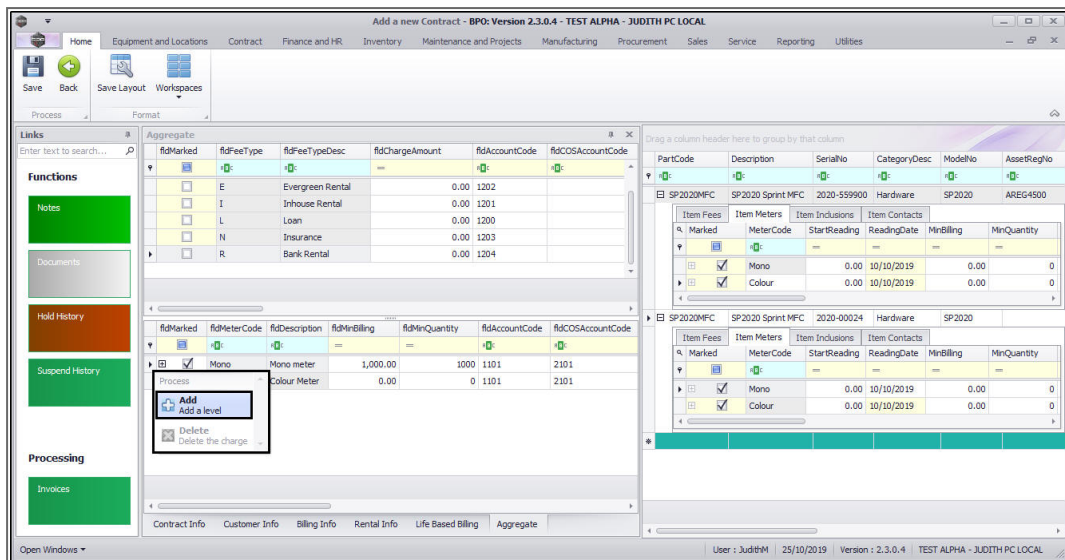 Add a new Contract - BPO: Version 2.3.0.4 - TEST ALPHA - JUDITH PC LOCAL
Home Equipment and Locations Contract Finance and HR Inventory Maintenance and Projects Manufacturing Procurement Sales Service Reporting Utilities
Save Back Save Layout Workspaces
Process Format
Links
Enter text to search...
Functions
Notes
Documents
Hold History
Suspend History
Processing
Invoices
Aggregate
fldMarked fldFeeType fldFeeTypeDesc fldChargeAmount fldAccountCode fldCOSAccountCode
E Evergreen Rental 0.00 1202
I Inhouse Rental 0.00 1201
L Loan 0.00 1200
N Insurance 0.00 1203
R Bank Rental 0.00 1204
fldMarked fldMeterCode fldDescription fldMinBilling fldMinQuantity fldAccountCode fldCOSAccountCode
Mono Mono meter 1,000.00 1000 1101 2101
Colour Meter 0.00 0 1101 2101
Process
Add
Add a level
Delete
Delete the charge
Contract Info Customer Info Billing Info Rental Info Life Based Billing Aggregate
Drag a column header here to group by that column
PartCode Description SerialNo CategoryDesc ModelNo AssetRegNo
SP2020MFC SP2020 Sprint MFC 2020-559900 Hardware SP2020 AREG4500
Item Fees Item Meters Item Inclusions Item Contacts
Marked MeterCode StartReading ReadingDate MinBilling MinQuantity
Mono 0.00 10/10/2019 0.00 0
Colour 0.00 10/10/2019 0.00 0
SP2020MFC SP2020 Sprint MFC 2020-00024 Hardware SP2020
Item Fees Item Meters Item Inclusions Item Contacts
Marked MeterCode StartReading ReadingDate MinBilling MinQuantity
Mono 0.00 10/10/2019 0.00 0
Colour 0.00 10/10/2019 0.00 0
Open Windows User : JudithM 25/10/2019 Version : 2.3.0.4 TEST ALPHA - JUDITH PC LOCAL